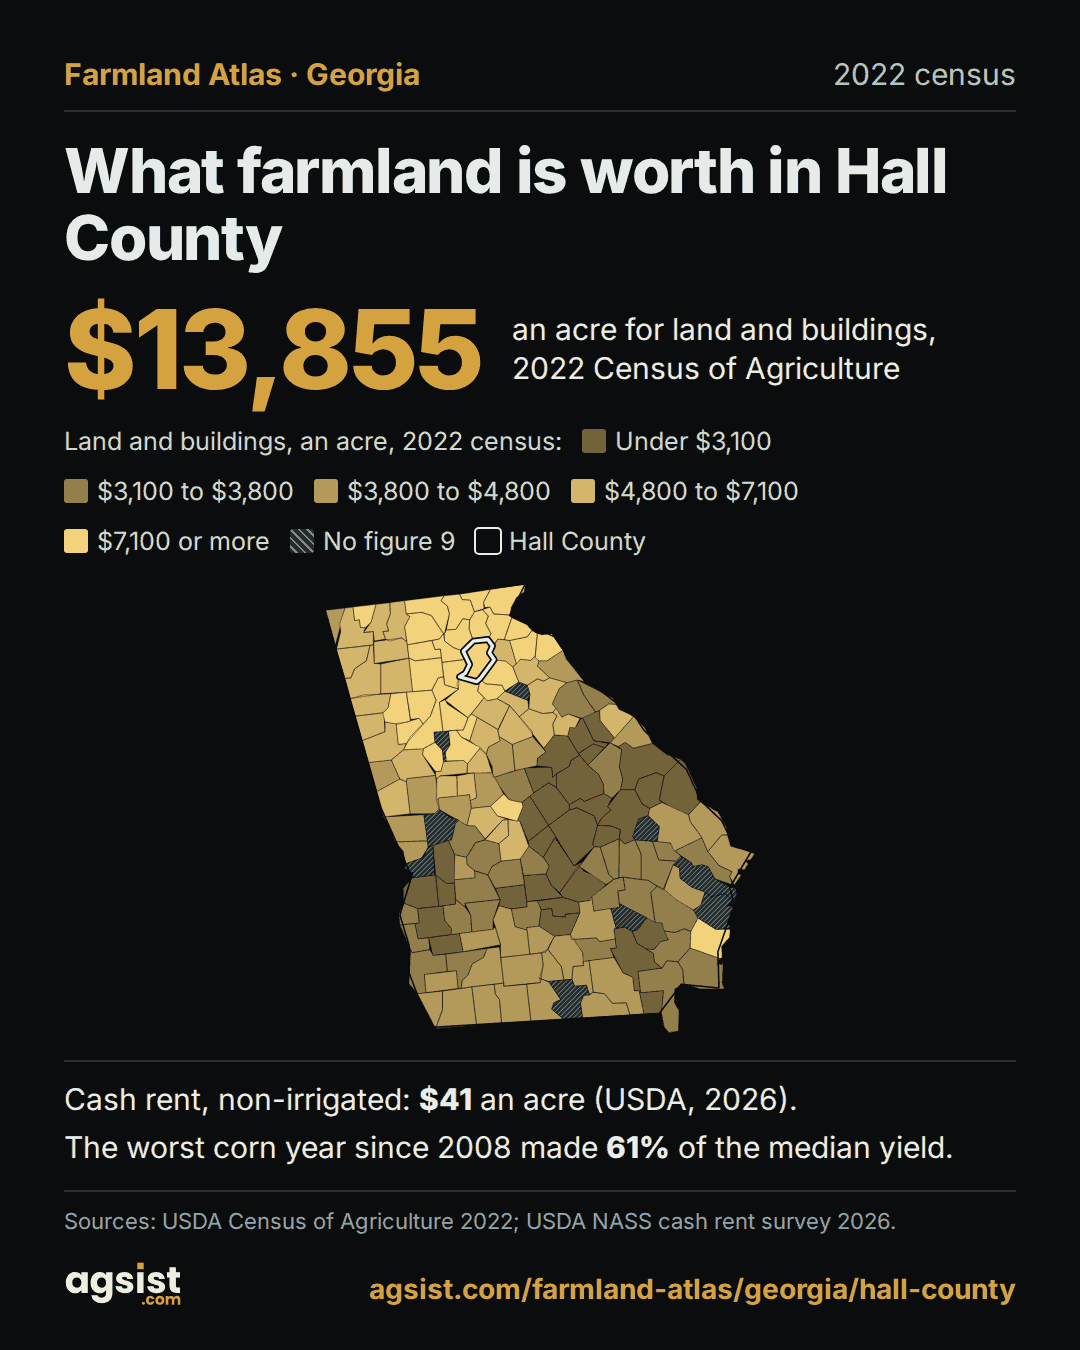 Farmland Atlas · Georgia
2022 census
What farmland is worth in Hall
County
$13,855
an acre for land and buildings,
2022 Census of Agriculture
Land and buildings, an acre, 2022 census: Under $3,100
$3,100 to $3,800 $3,800 to $4,800 $4,800 to $7,100
$7,100 or more No figure 9 Hall County
Cash rent, non-irrigated: $41 an acre (USDA, 2026).
The worst corn year since 2008 made 61% of the median yield.
Sources: USDA Census of Agriculture 2022; USDA NASS cash rent survey 2026.
agsist
.com
agsist.com/farmland-atlas/georgia/hall-county